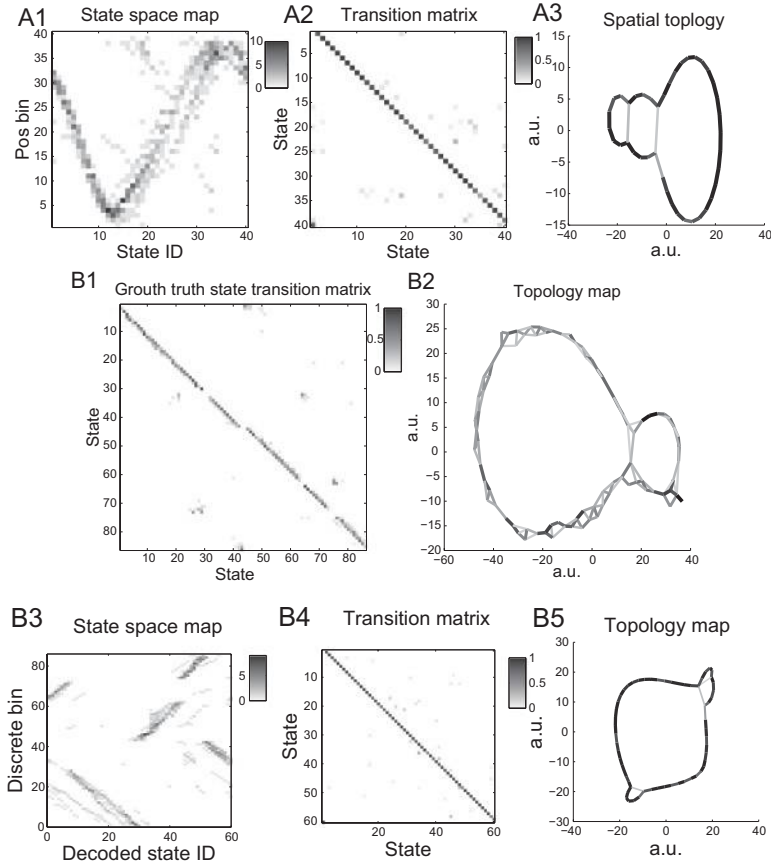 A1
State space map
40
35
30
25
20
15
10
5
Pos bin
10 20 30 40
State ID
10
5
0
A2
Transition matrix
10
20
30
40
State
10 20 30 40
State
1
0.5
0
A3
Spatial toplogy
15
10
5
0
−5
−10
15
a.u.
−40 −20 0 20 40
a.u.
B1
Grouth truth state transition matrix
10
20
30
40
50
60
70
80
State
10 20 30 40 50 60 70 80
State
1
0.5
0
B2
Topology map
30
25
20
15
10
5
0
−5
−10
−15
−20
a.u.
−60 −40 −20 0 20 40
a.u.
B3
State space map
80
60
40
20
0
Discrete bin
0 20 40 60
Decoded state ID
5
0
B4
Transition matrix
20
40
60
State
20 40 60
State
1
0.5
0
B5
Topology map
30
20
10
0
−10
−20
−30
a.u.
−40 −20 0 20 40
a.u.